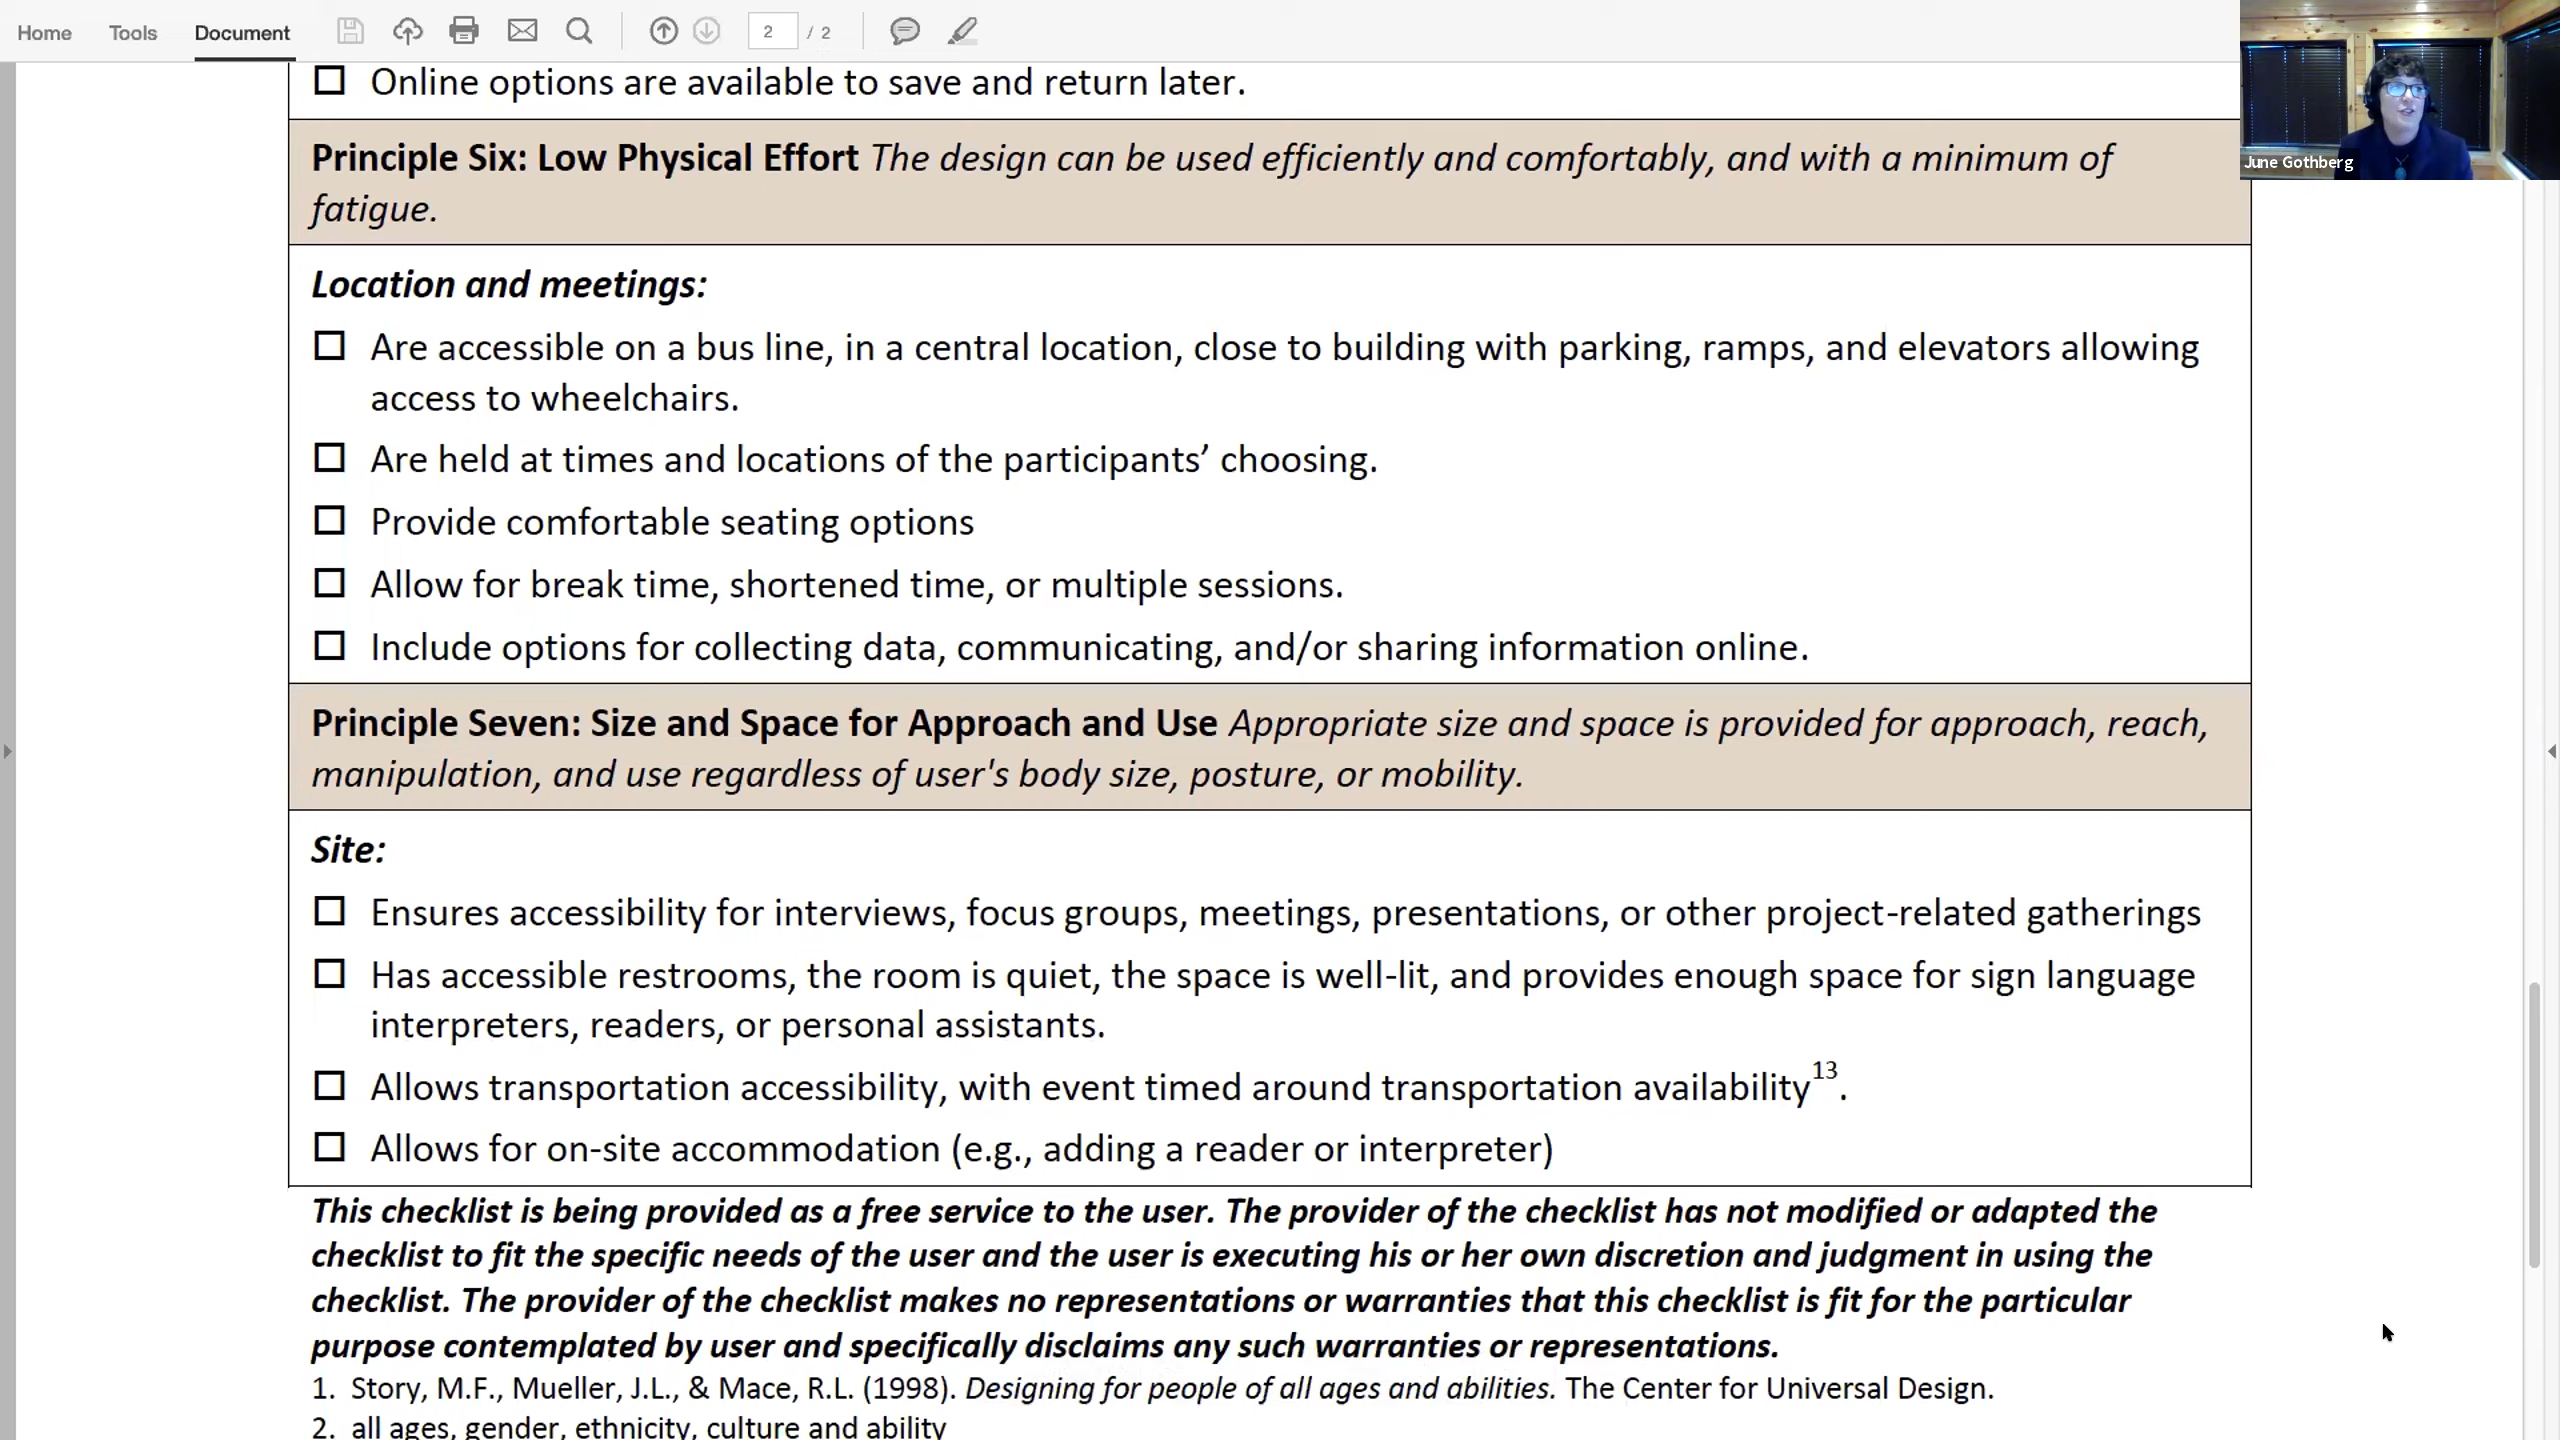 Home Tools Document 2 / 2
June Gothberg
Online options are available to save and return later.
Principle Six: Low Physical Effort The design can be used efficiently and comfortably, and with a minimum of
fatigue.
Location and meetings:
Are accessible on a bus line, in a central location, close to building with parking, ramps, and elevators allowing
access to wheelchairs.
Are held at times and locations of the participants’ choosing.
Provide comfortable seating options
Allow for break time, shortened time, or multiple sessions.
Include options for collecting data, communicating, and/or sharing information online.
Principle Seven: Size and Space for Approach and Use Appropriate size and space is provided for approach, reach,
manipulation, and use regardless of user's body size, posture, or mobility.
Site:
Ensures accessibility for interviews, focus groups, meetings, presentations, or other project-related gatherings
Has accessible restrooms, the room is quiet, the space is well-lit, and provides enough space for sign language
interpreters, readers, or personal assistants.
Allows transportation accessibility, with event timed around transportation availability13.
Allows for on-site accommodation (e.g., adding a reader or interpreter)
This checklist is being provided as a free service to the user. The provider of the checklist has not modified or adapted the
checklist to fit the specific needs of the user and the user is executing his or her own discretion and judgment in using the
checklist. The provider of the checklist makes no representations or warranties that this checklist is fit for the particular
purpose contemplated by user and specifically disclaims any such warranties or representations.
1. Story, M.F., Mueller, J.L., & Mace, R.L. (1998). Designing for people of all ages and abilities. The Center for Universal Design.
2. all ages, gender, ethnicity, culture and ability